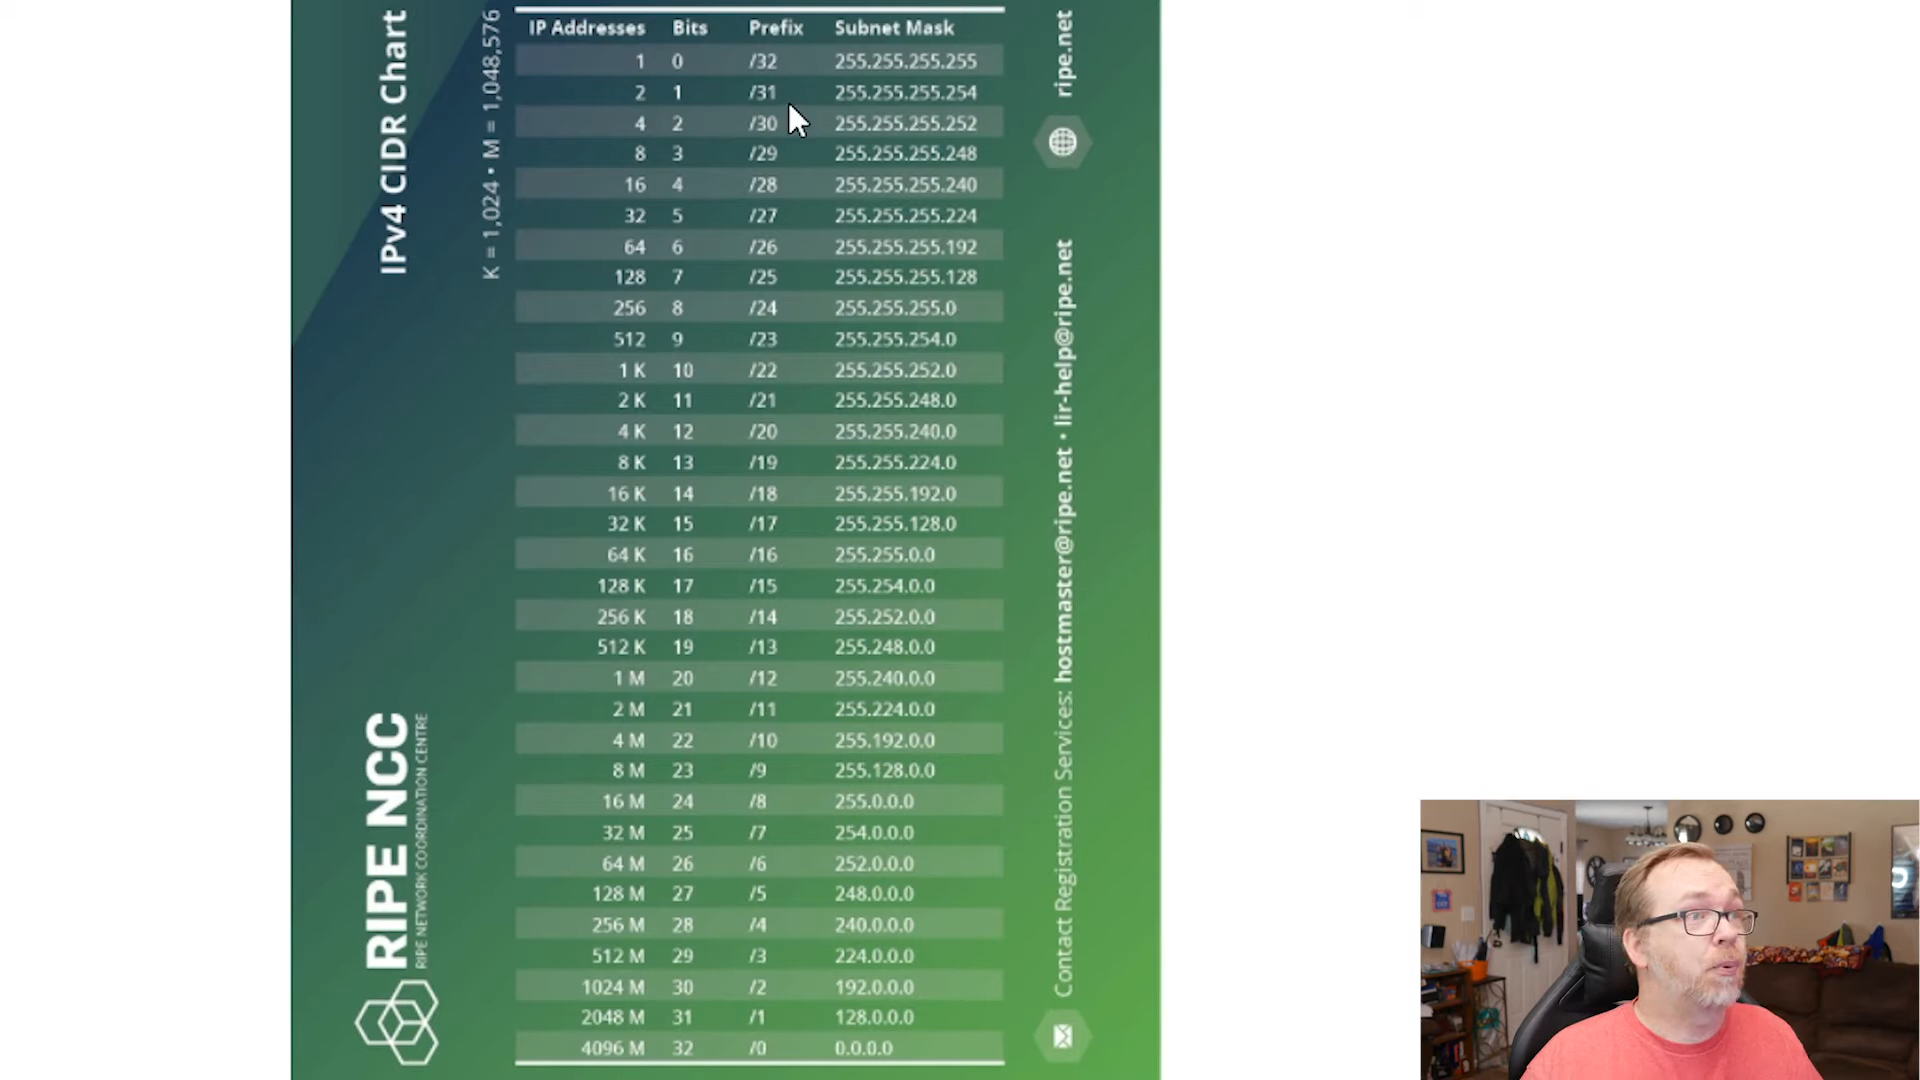 IPv4 CIDR Chart
K = 1,024 • M = 1,048,576
RIPE NCC
RIPE NETWORK COORDINATION CENTRE
IP Addresses Bits Prefix Subnet Mask
1 0 /32 255.255.255.255
2 1 /31 255.255.255.254
4 2 /30 255.255.255.252
8 3 /29 255.255.255.248
16 4 /28 255.255.255.240
32 5 /27 255.255.255.224
64 6 /26 255.255.255.192
128 7 /25 255.255.255.128
256 8 /24 255.255.255.0
512 9 /23 255.255.254.0
1 K 10 /22 255.255.252.0
2 K 11 /21 255.255.248.0
4 K 12 /20 255.255.240.0
8 K 13 /19 255.255.224.0
16 K 14 /18 255.255.192.0
32 K 15 /17 255.255.128.0
64 K 16 /16 255.255.0.0
128 K 17 /15 255.254.0.0
256 K 18 /14 255.252.0.0
512 K 19 /13 255.248.0.0
1 M 20 /12 255.240.0.0
2 M 21 /11 255.224.0.0
4 M 22 /10 255.192.0.0
8 M 23 /9 255.128.0.0
16 M 24 /8 255.0.0.0
32 M 25 /7 254.0.0.0
64 M 26 /6 252.0.0.0
128 M 27 /5 248.0.0.0
256 M 28 /4 240.0.0.0
512 M 29 /3 224.0.0.0
1024 M 30 /2 192.0.0.0
2048 M 31 /1 128.0.0.0
4096 M 32 /0 0.0.0.0
Contact Registration Services: hostmaster@ripe.net • lir-help@ripe.net
ripe.net